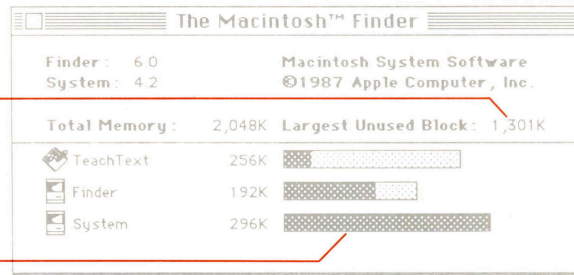 The Macintosh™ Finder
Finder: 6.0 Macintosh System Software
System: 4.2 ©1987 Apple Computer, Inc.
Total Memory: 2,048K Largest Unused Block: 1,301K
TeachText 256K
Finder 192K
System 296K